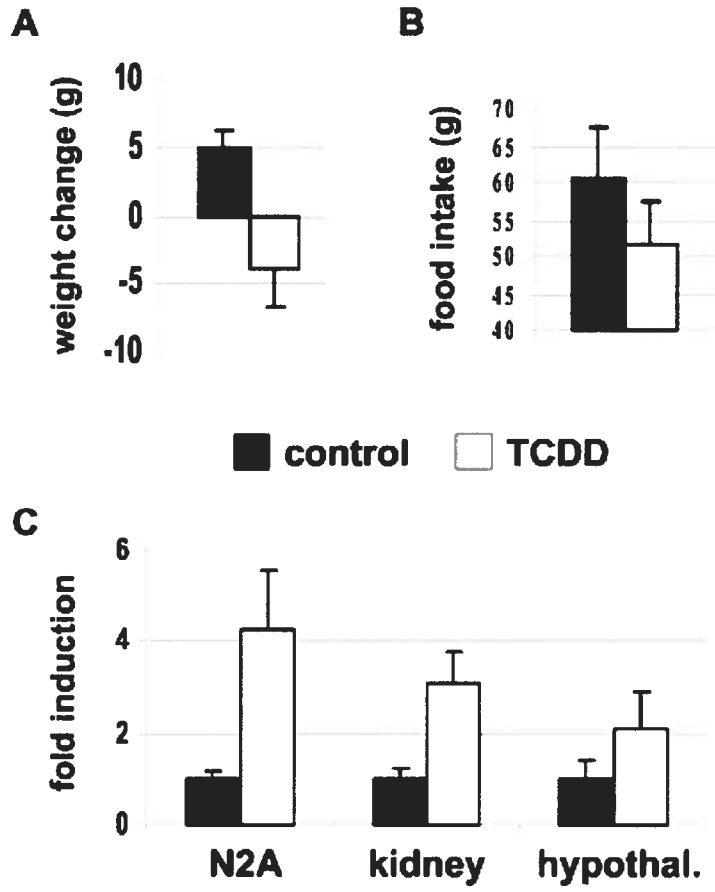 A
weight change (g)
10
5
0
-5
-10
B
food intake (g)
70
65
60
55
50
45
40
control
TCDD
C
fold induction
6
4
2
0
N2A kidney hypothal.